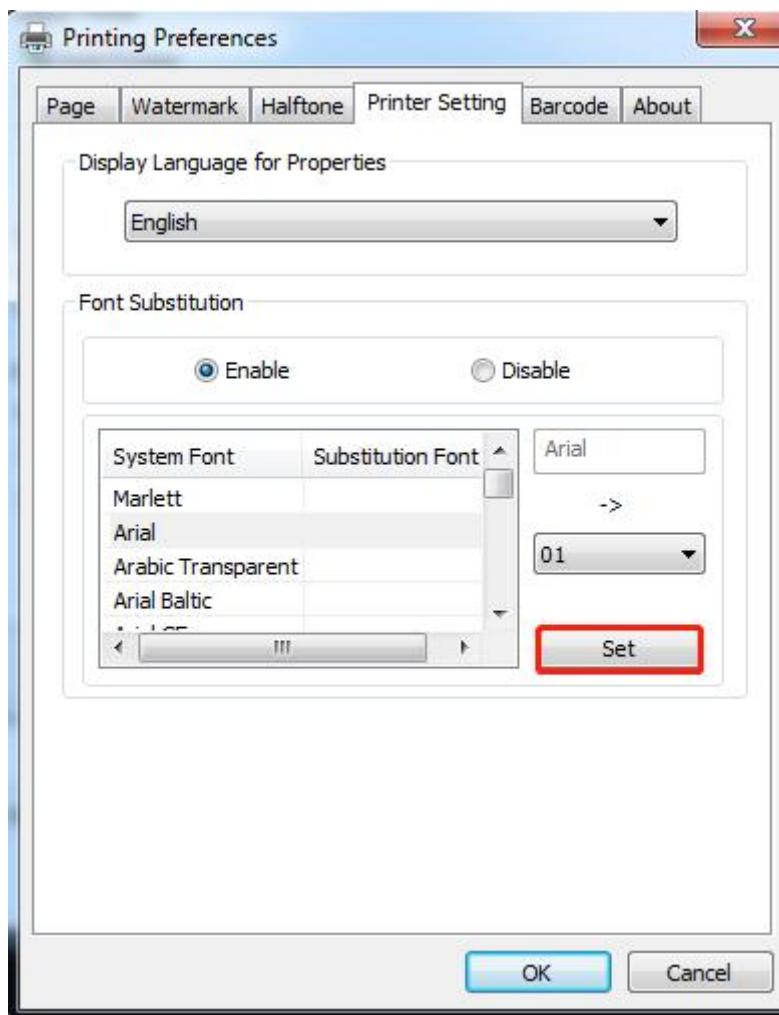 Printing Preferences
Page Watermark Halftone Printer Setting Barcode About
Display Language for Properties
English
Font Substitution
Enable Disable
System Font Substitution Font Arial
Marlett
->
Arial
01
Arabic Transparent
Arial Baltic
Set
OK Cancel